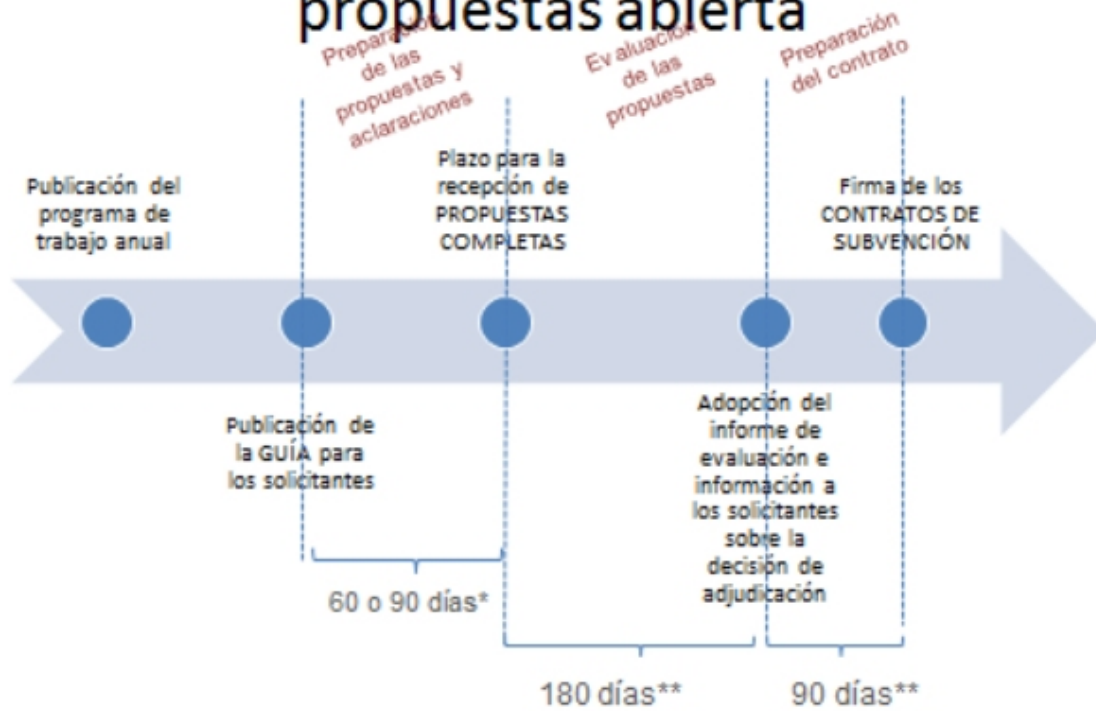 propuestas abierta
Preparación
de las
propuestas y
aclaraciones
Evaluación
de las
propuestas
Preparación
del contrato
Publicación del
programa de
trabajo anual
Plazo para la
recepción de
PROPUESTAS
COMPLETAS
Firma de los
CONTRATOS DE
SUBVENCIÓN
Publicación de
la GUÍA para
los solicitantes
Adopción del
informe de
evaluación e
información a
los solicitantes
sobre la
decisión de
adjudicación
60 o 90 días*
180 días**
90 días**